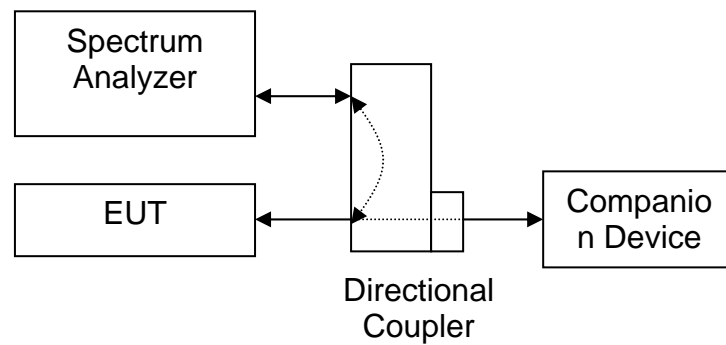 Spectrum
Analyzer
EUT
Companio
n Device
Directional
Coupler